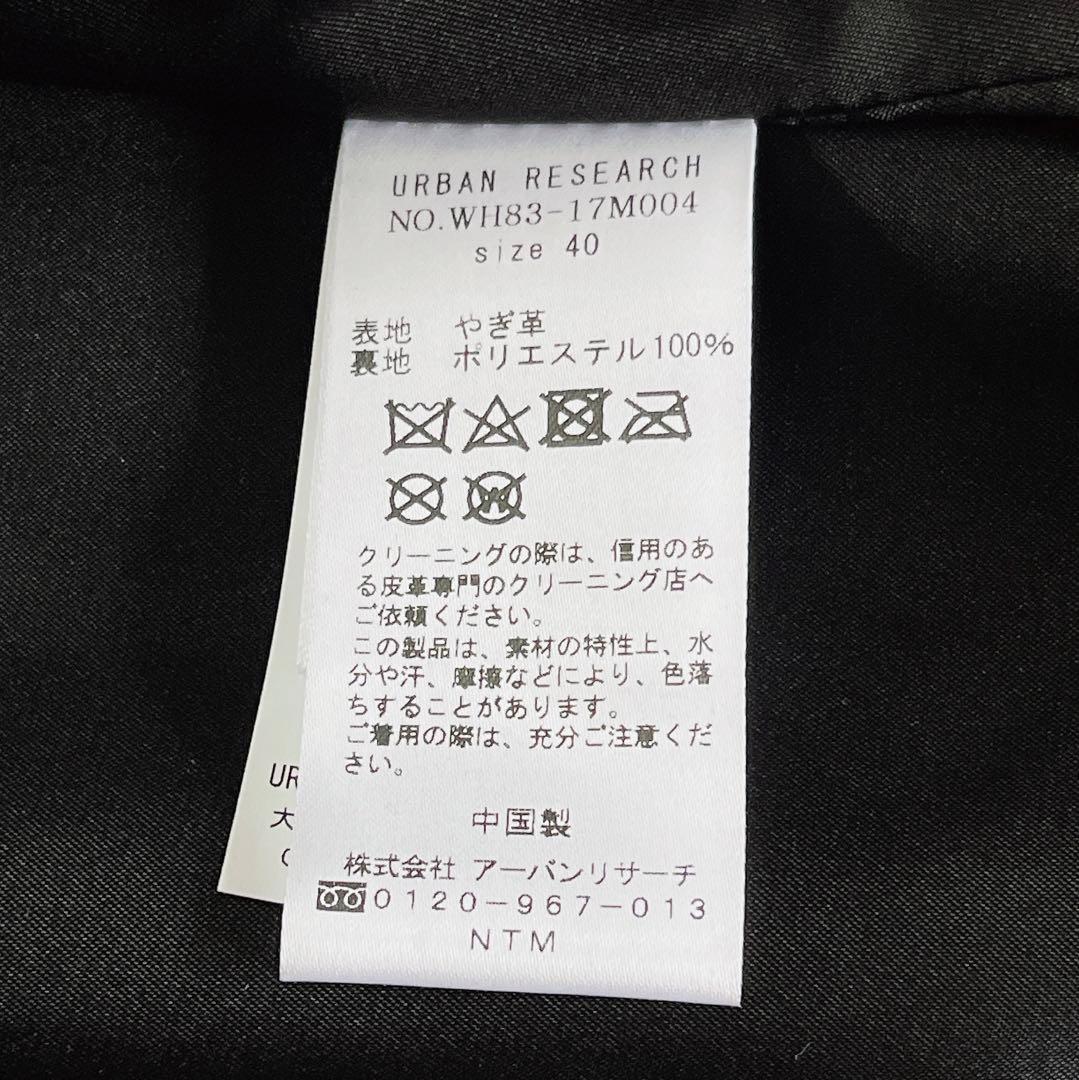 URBAN RESEARCH
NO.WH83-17M004
size 40
表地 やぎ革
裏地 ポリエステル100%
W
クリーニングの際は、信用のあ
る皮革専門のクリーニング店へ
ご依頼ください。
この製品は、素材の特性上、水
分や汗、摩擦などにより、色落
ちすることがあります。
ご着用の際は、充分ご注意くだ
さい。
中国製
株式会社 アーバンリサーチ
0120-967-013
NTM
UR
大